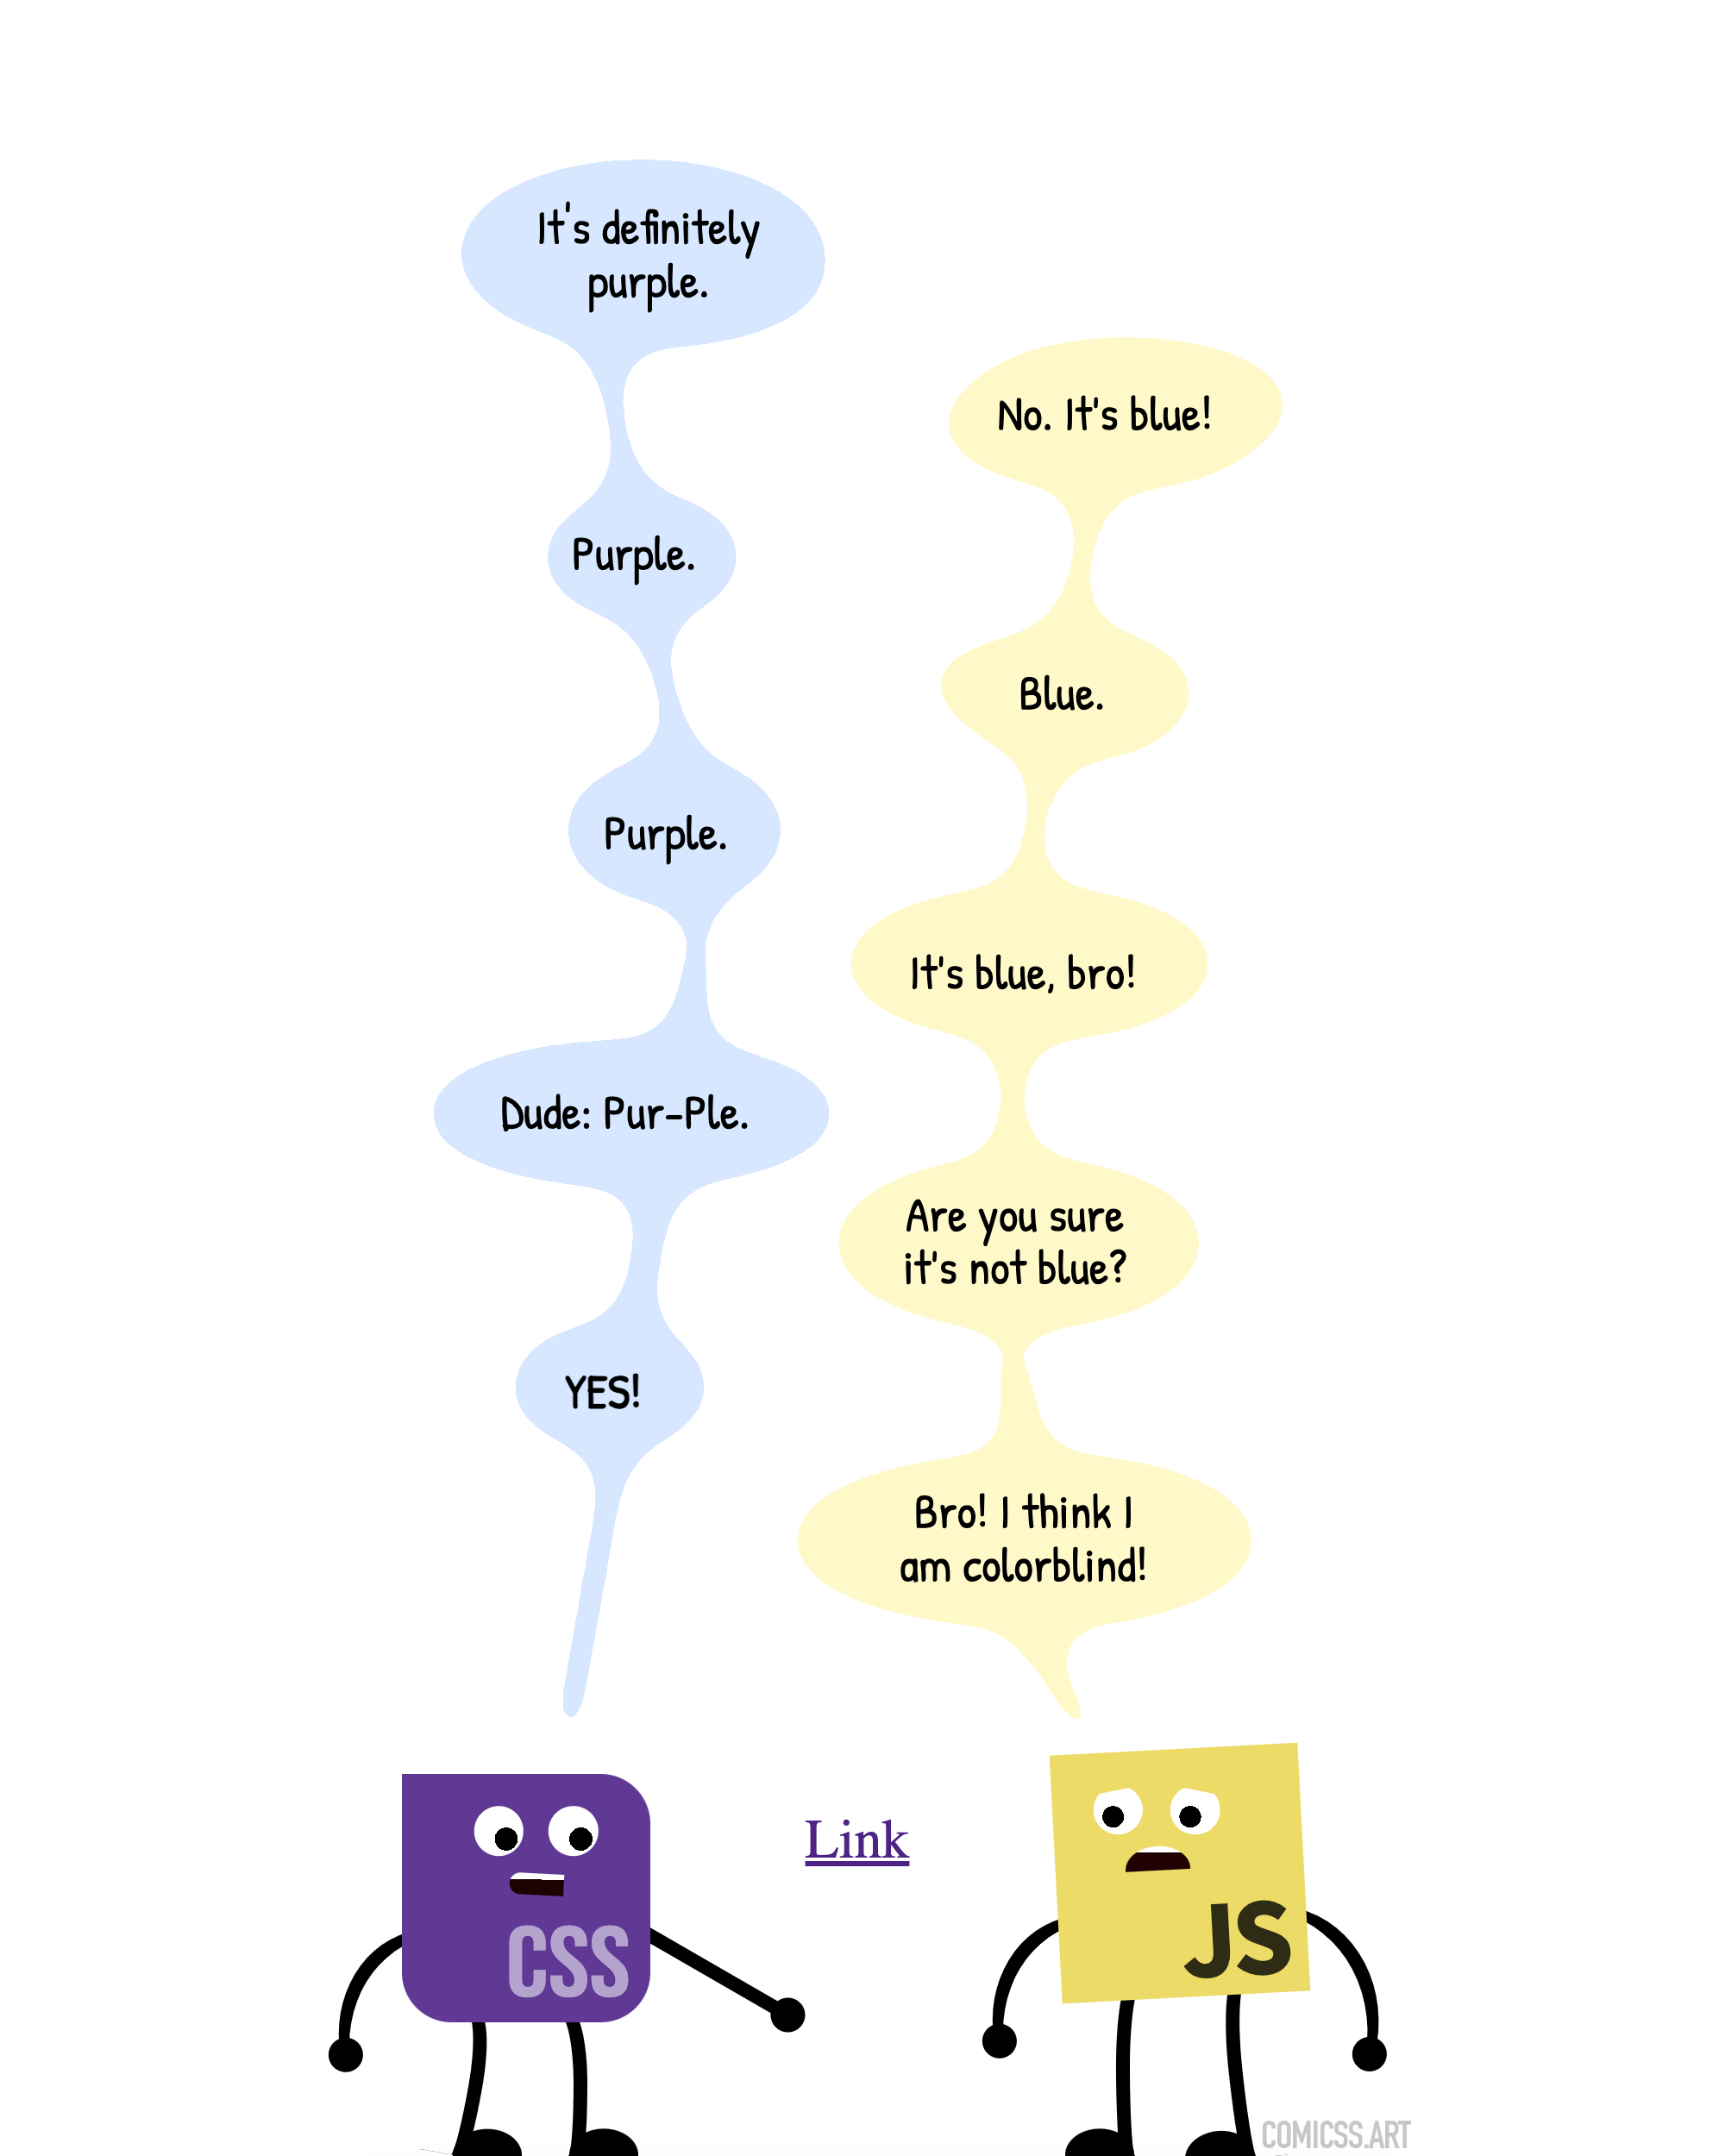 It's definitely
purple.
No. It's blue!
Purple.
Blue.
Purple.
It's blue, bro!
Dude: Pur-Ple.
Are you sure
it's not blue?
YES!
Bro! I think I
am colorblind!
Link
CSS
JS
COMICSS.ART